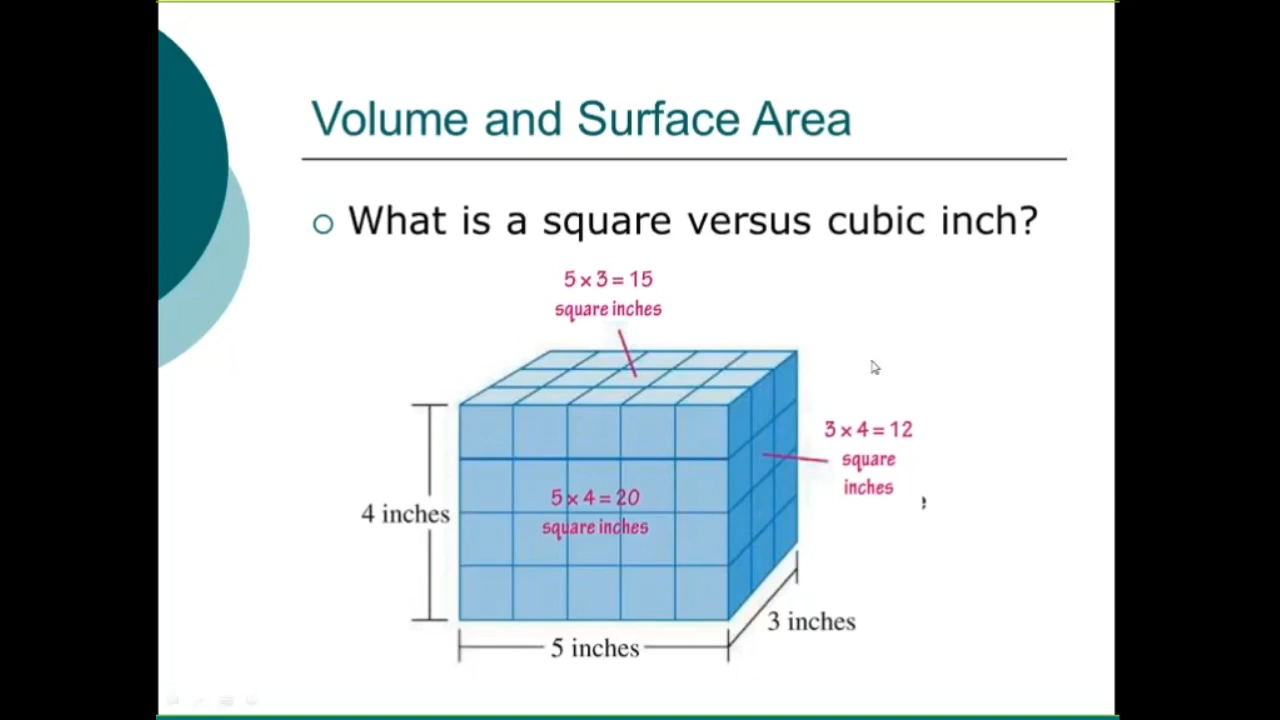 Volume and Surface Area
What is a square versus cubic inch?
5 × 3 = 15
square inches
3 × 4 = 12
square
inches
5 × 4 = 20
square inches
4 inches
3 inches
5 inches